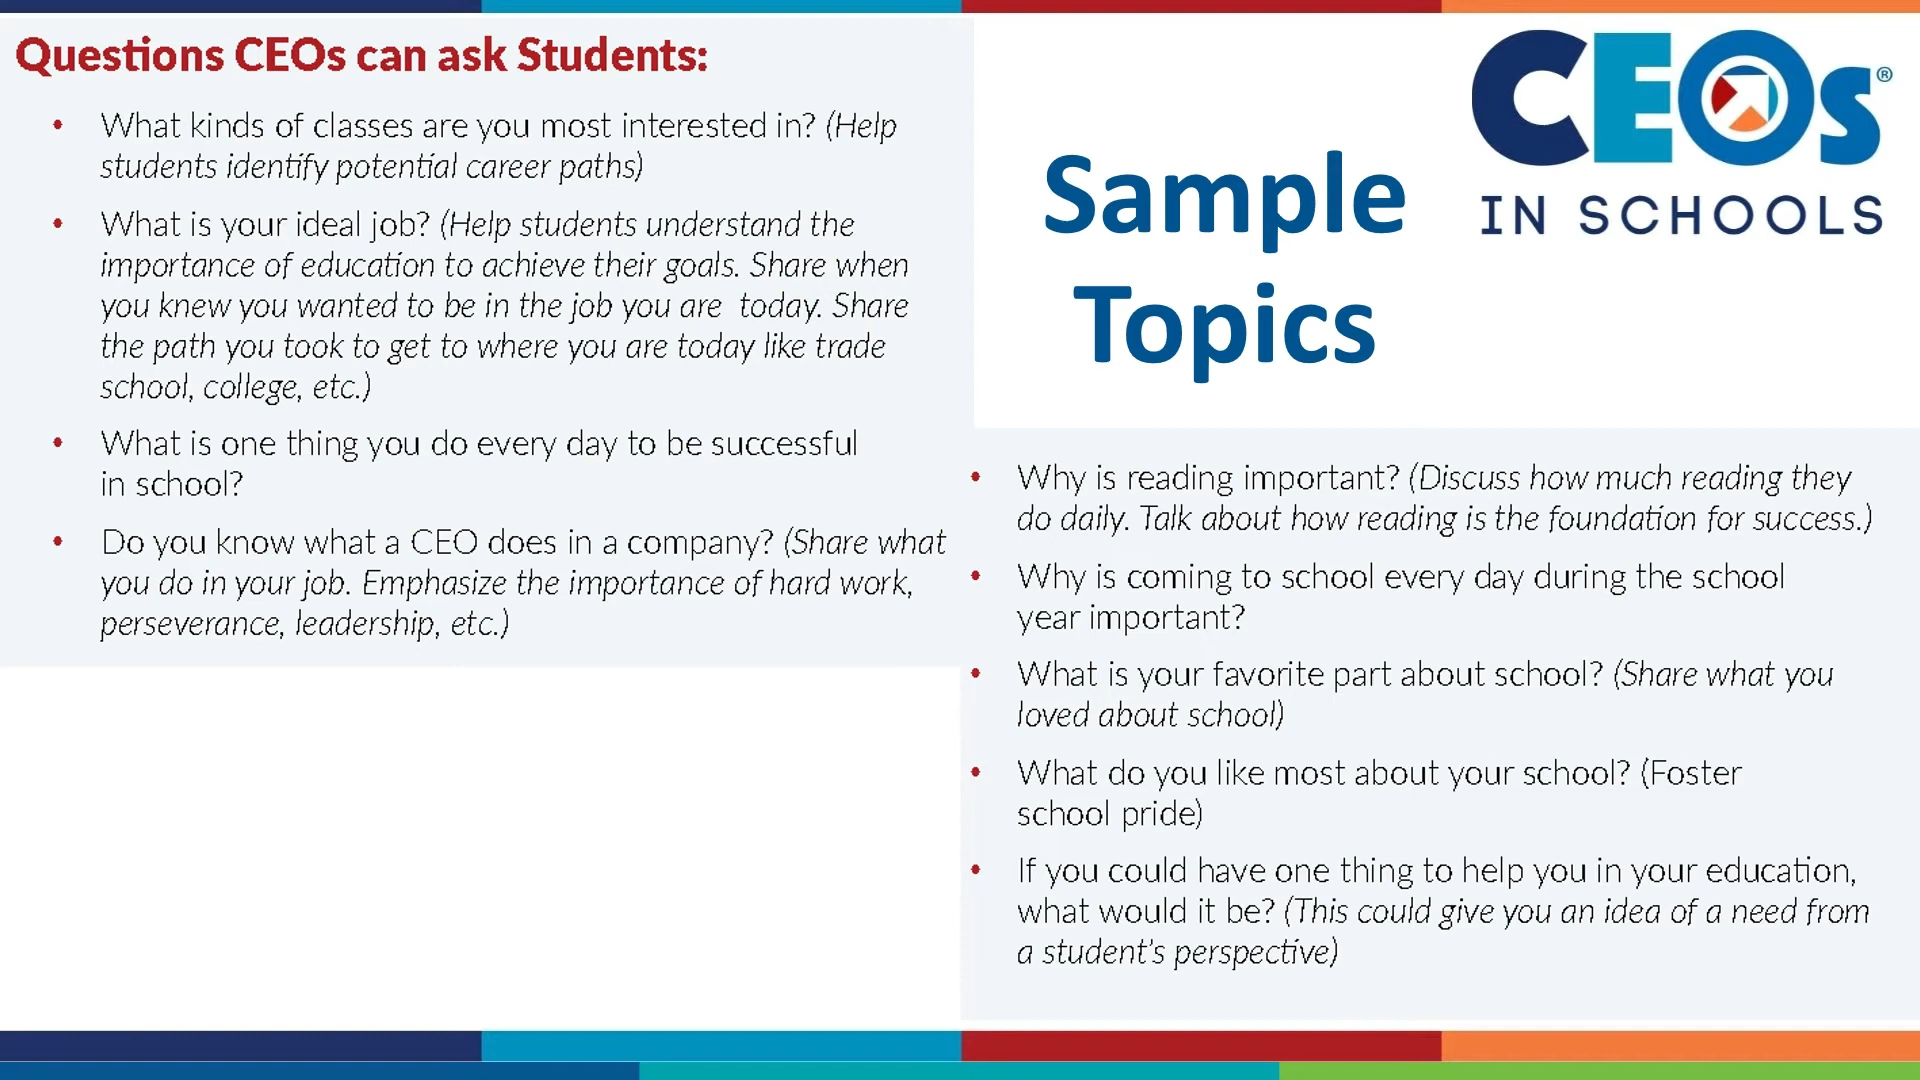 Questions CEOs can ask Students:
• What kinds of classes are you most interested in? (Help
students identify potential career paths)
• What is your ideal job? (Help students understand the
importance of education to achieve their goals. Share when
you knew you wanted to be in the job you are  today. Share
the path you took to get to where you are today like trade
school, college, etc.)
• What is one thing you do every day to be successful
in school?
• Do you know what a CEO does in a company? (Share what
you do in your job. Emphasize the importance of hard work,
perseverance, leadership, etc.)
Sample
Topics
CEOs®
IN SCHOOLS
• Why is reading important? (Discuss how much reading they
do daily. Talk about how reading is the foundation for success.)
• Why is coming to school every day during the school
year important?
• What is your favorite part about school? (Share what you
loved about school)
• What do you like most about your school? (Foster
school pride)
• If you could have one thing to help you in your education,
what would it be? (This could give you an idea of a need from
a student's perspective)